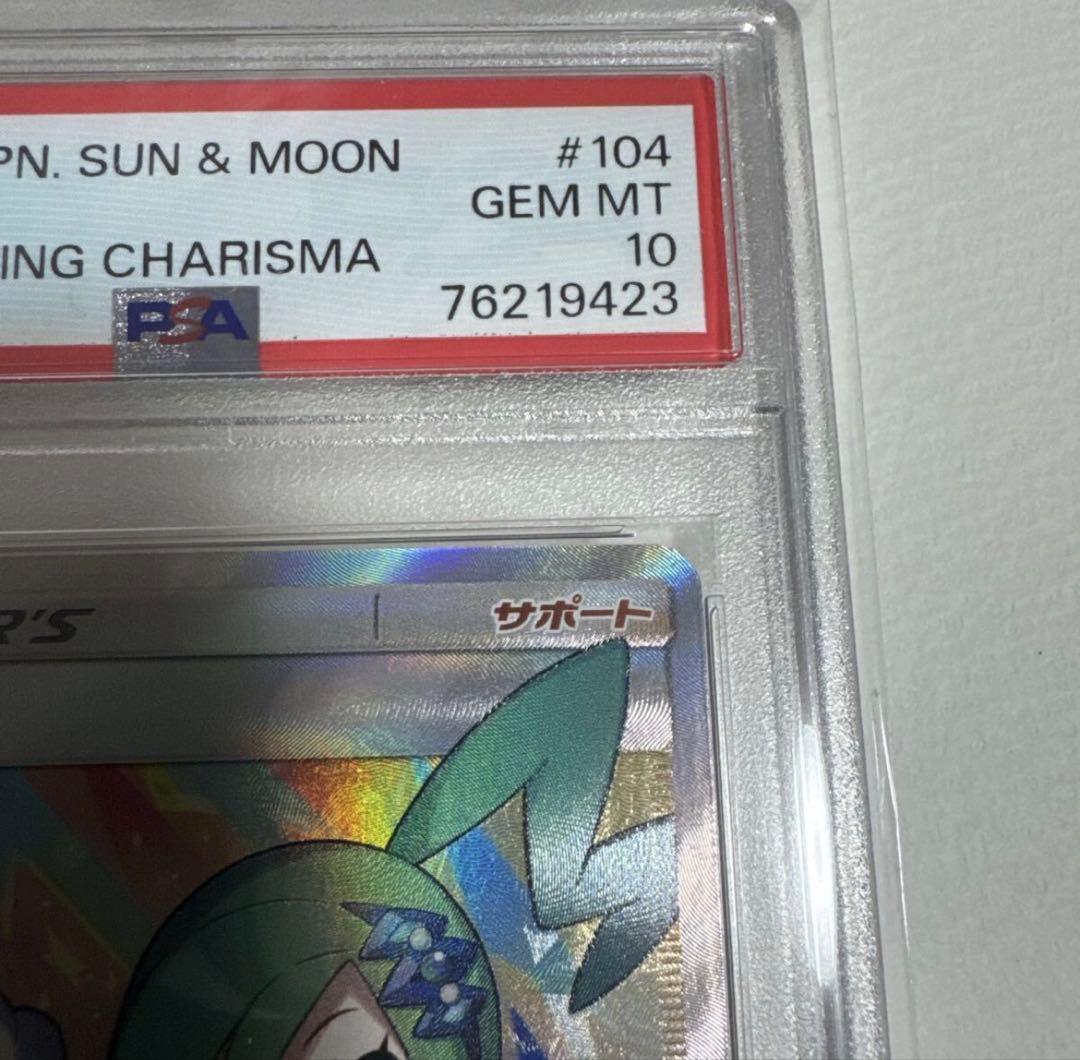 PN. SUN & MOON #104
GEM MT
ING CHARISMA 10
PSA 76219423
R'S サポート